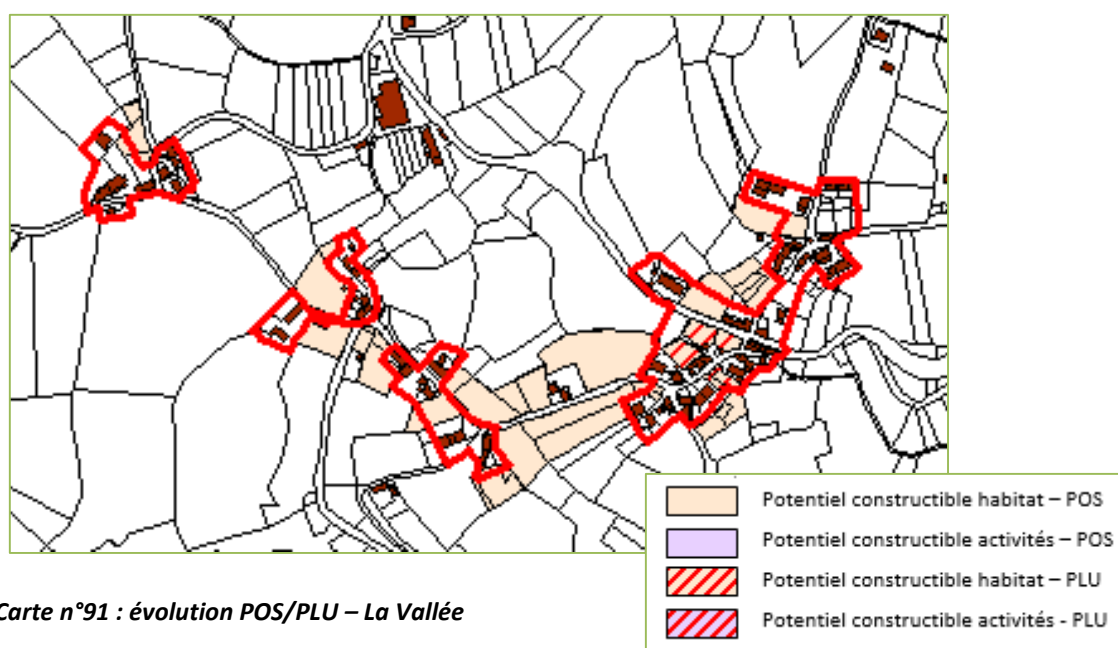 Potentiel constructible habitat – POS
Potentiel constructible activités – POS
Potentiel constructible habitat – PLU
Potentiel constructible activités - PLU
Carte n°91 : évolution POS/PLU – La Vallée